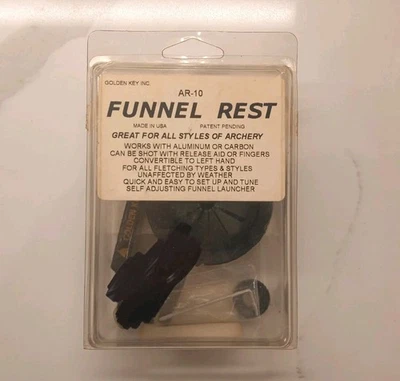 GOLDEN KEY INC
AR-10
FUNNEL REST
MADE IN USA PATENT PENDING
GREAT FOR ALL STYLES OF ARCHERY
WORKS WITH ALUMINUM OR CARBON
CAN BE SHOT WITH RELEASE AID OR FINGERS
CONVERTIBLE TO LEFT HAND
FOR ALL FLETCHING TYPES & STYLES
UNAFFECTED BY WEATHER
QUICK AND EASY TO SET UP AND TUNE
SELF ADJUSTING FUNNEL LAUNCHER